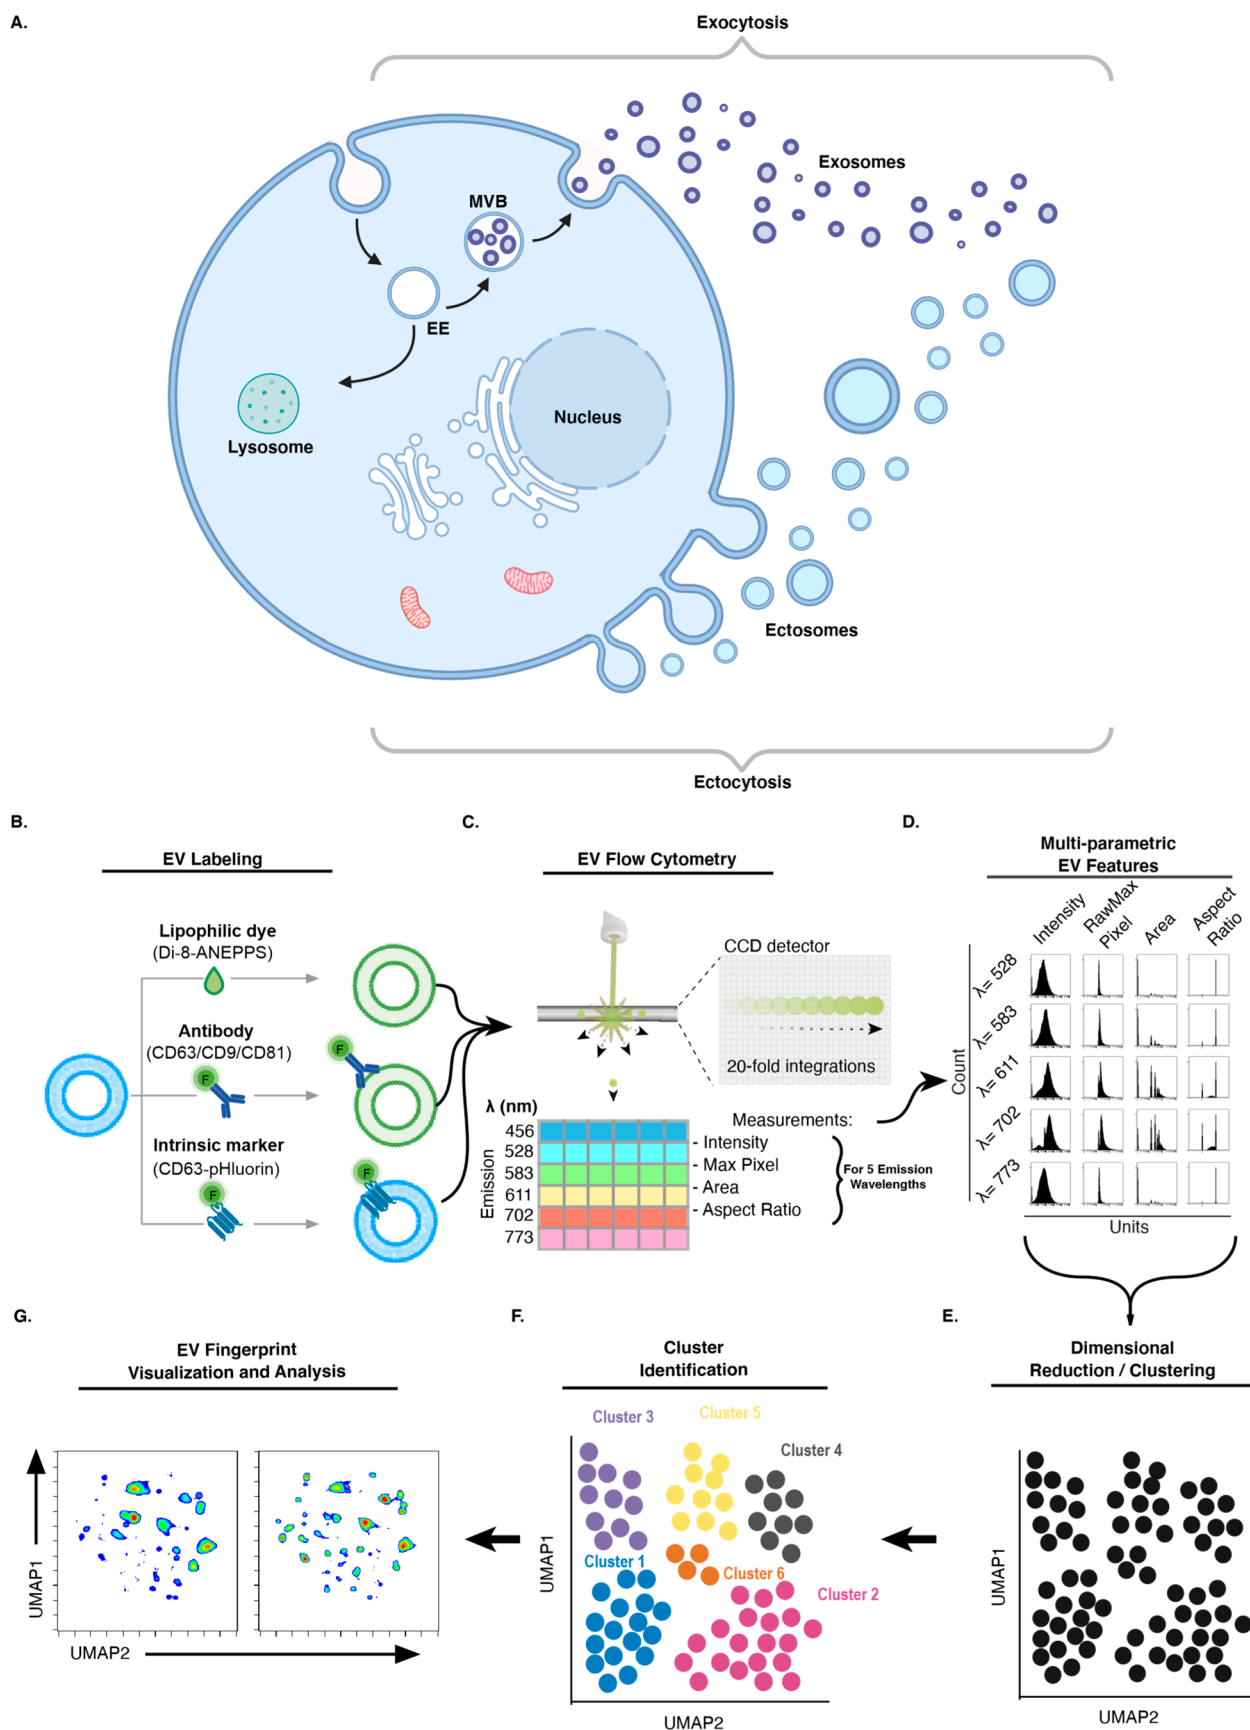 A.
Exocytosis
Exosomes
MVB
EE
Lysosome
Nucleus
Ectosomes
Ectocytosis
B.
EV Labeling
Lipophilic dye
(Di-8-ANEPPS)
Antibody
(CD63/CD9/CD81)
F
F
Intrinsic marker
(CD63-pHluorin)
F
F
C.
EV Flow Cytometry
CCD detector
20-fold integrations
λ (nm)
Emission
456
528
583
611
702
773
Measurements:
- Intensity
- Max Pixel
- Area
- Aspect Ratio
For 5 Emission
Wavelengths
D.
Multi-parametric
EV Features
Intensity
RawMax
Pixel
Area
Aspect
Ratio
λ= 528
λ= 583
λ= 611
λ= 702
λ= 773
Count
Units
G.
EV Fingerprint
Visualization and Analysis
UMAP1
UMAP2
F.
Cluster
Identification
Cluster 3
Cluster 5
Cluster 4
Cluster 1
Cluster 6
Cluster 2
UMAP1
UMAP2
E.
Dimensional
Reduction / Clustering
UMAP1
UMAP2